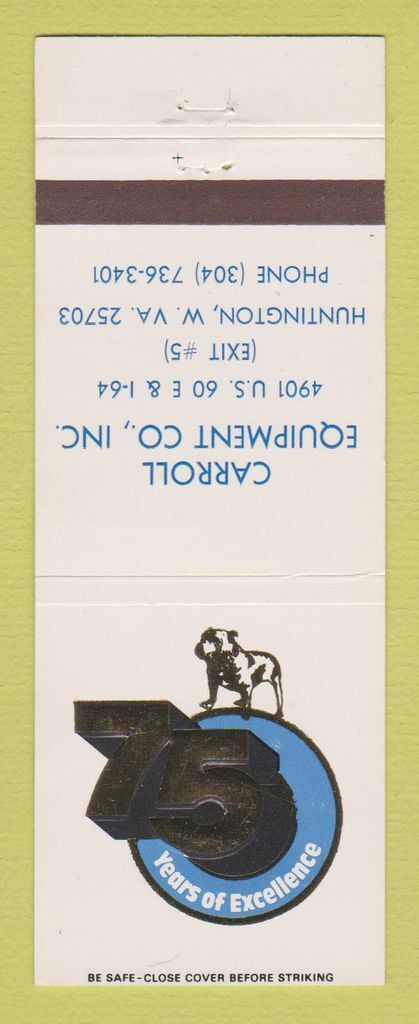 CARROLL
EQUIPMENT CO., INC.
4901 U.S. 60 E & I-64
(EXIT #5)
HUNTINGTON, W. VA. 25703
PHONE (304) 736-3401
75
Years of Excellence
BE SAFE-CLOSE COVER BEFORE STRIKING